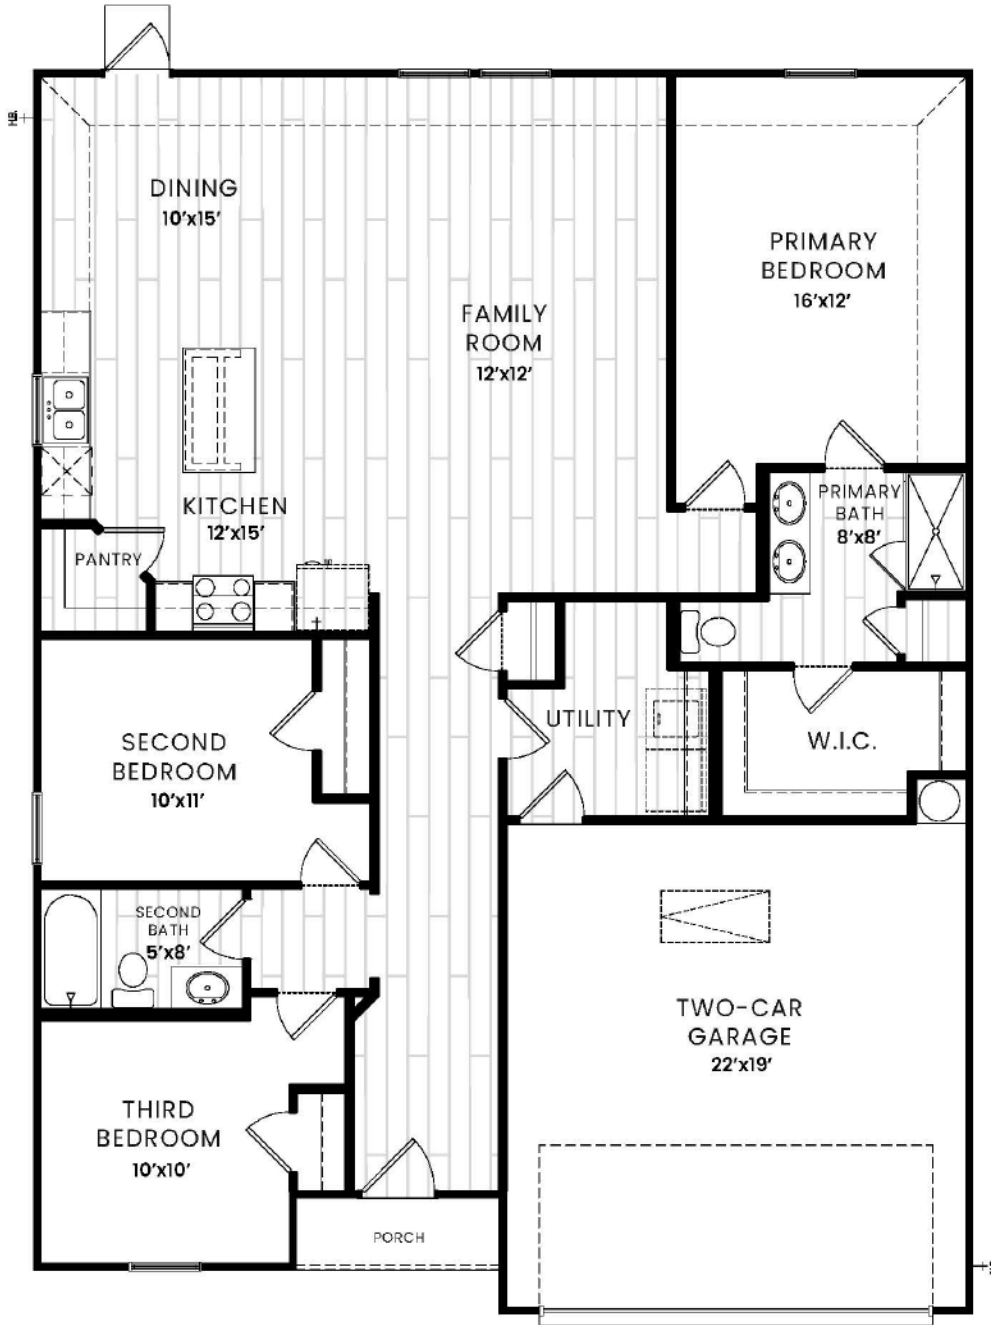 H.B.
DINING
10'x15'
PRIMARY
BEDROOM
16'x12'
FAMILY
ROOM
12'x12'
KITCHEN
12'x15'
PRIMARY
BATH
8'x8'
PANTRY
UTILITY
W.I.C.
SECOND
BEDROOM
10'x11'
SECOND
BATH
5'x8'
TWO-CAR
GARAGE
22'x19'
THIRD
BEDROOM
10'x10'
PORCH